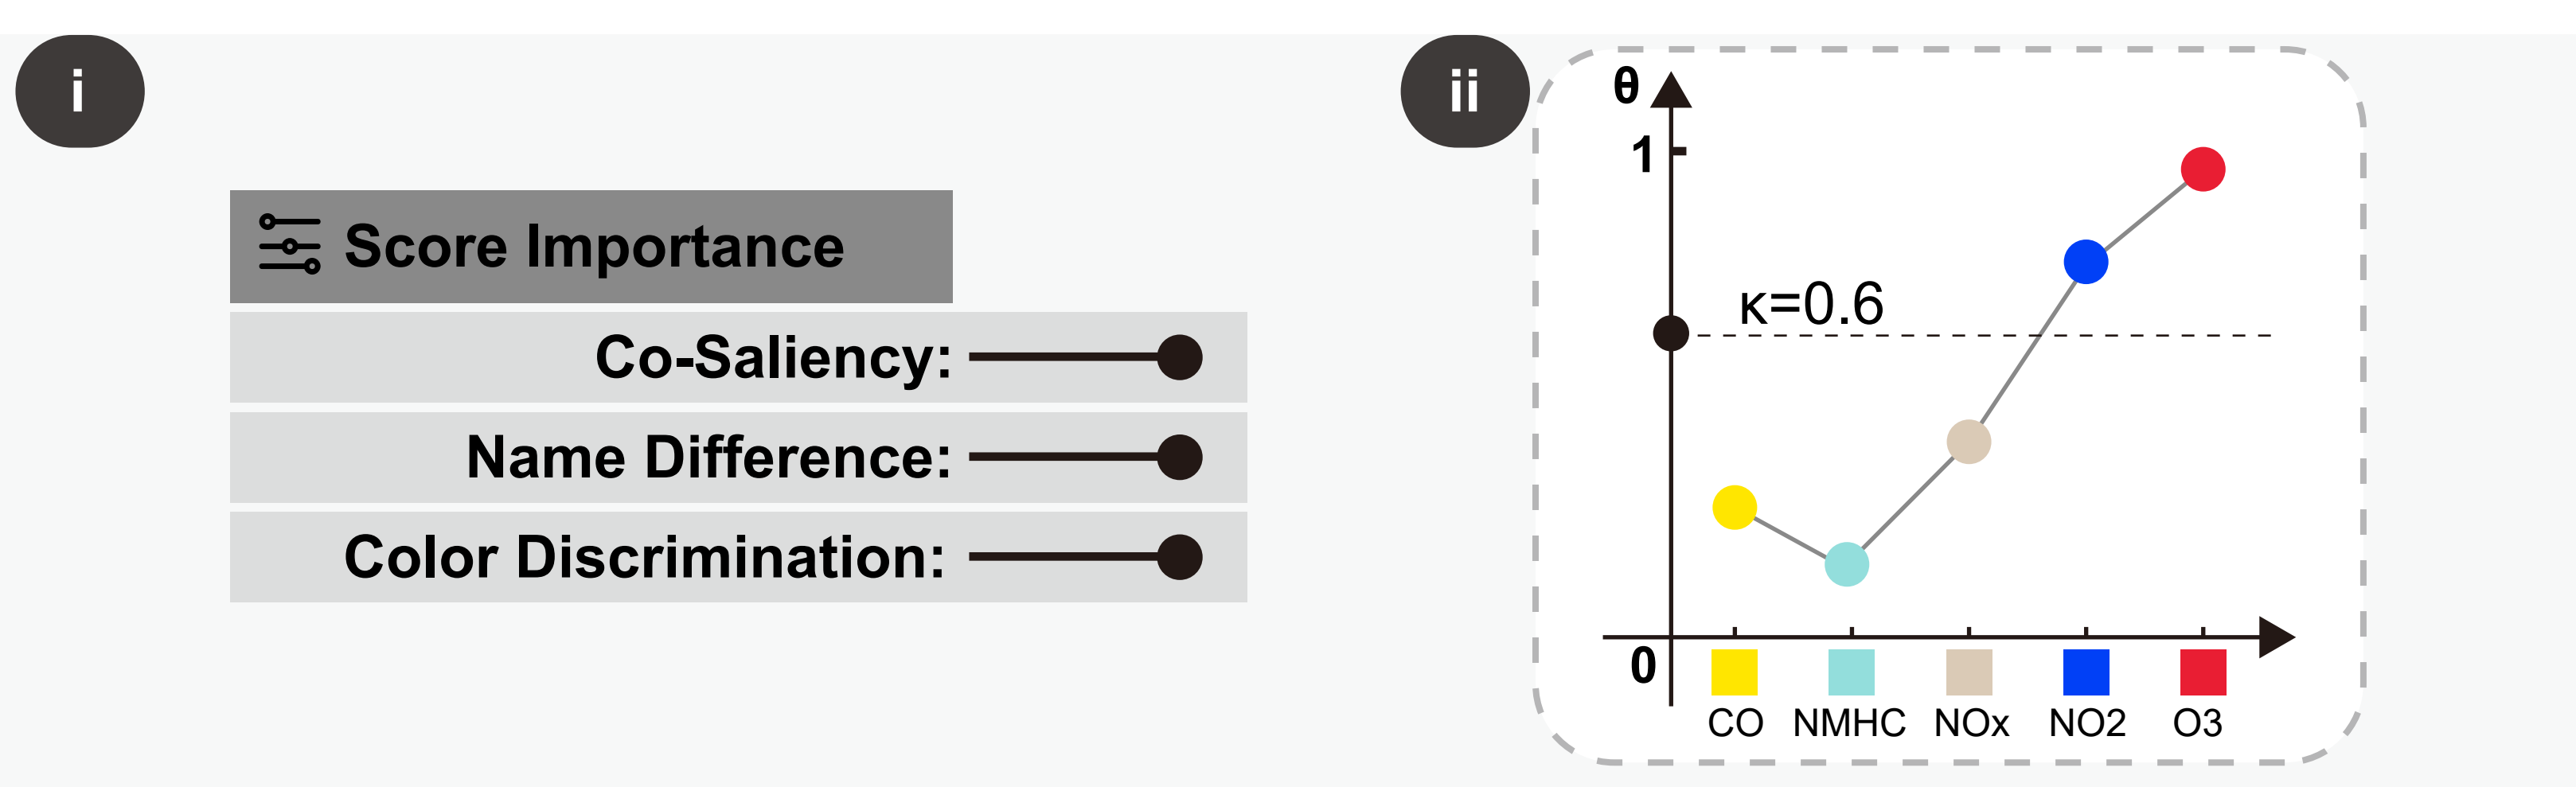 i
Score Importance
Co-Saliency:
Name Difference:
Color Discrimination:
ii
θ
1
κ=0.6
0
CO NMHC NOx NO2 O3